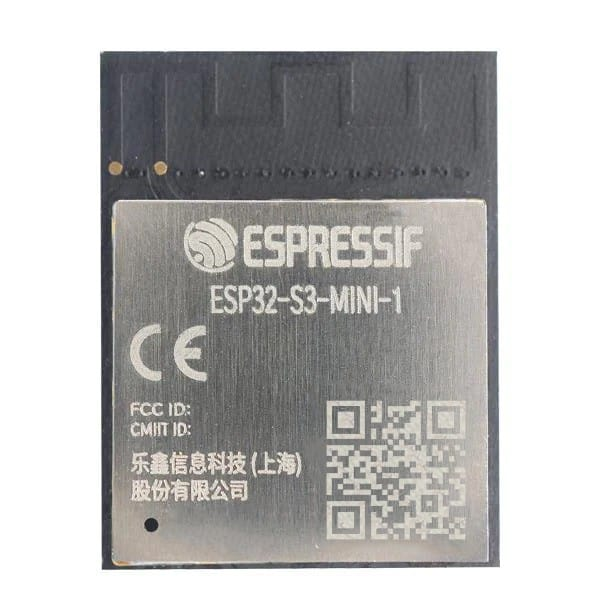 ESPRESSIF
ESP32-S3-MINI-1
CE
FCC ID:
CMIIT ID:
乐鑫信息科技(上海)
股份有限公司